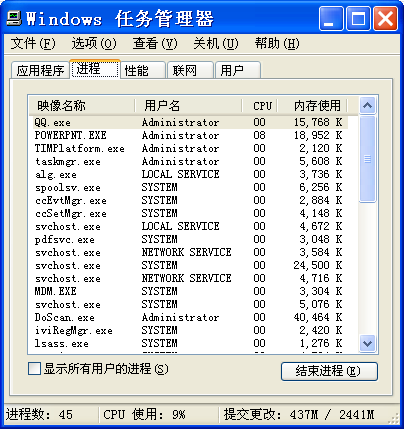 Windows 任务管理器
文件(F) 选项(O) 查看(V) 关机(U) 帮助(H)
应用程序 进程 性能 联网 用户
映像名称 用户名 CPU 内存使用
QQ.exe Administrator 00 15,768 K
POWERPNT.EXE Administrator 08 18,952 K
TIMPlatform.exe Administrator 00 2,120 K
taskmgr.exe Administrator 00 5,608 K
alg.exe LOCAL SERVICE 00 3,736 K
spoolsv.exe SYSTEM 00 6,256 K
ccEvtMgr.exe SYSTEM 00 2,884 K
ccSetMgr.exe SYSTEM 00 4,148 K
svchost.exe LOCAL SERVICE 00 4,672 K
pdfsvc.exe SYSTEM 00 3,048 K
svchost.exe NETWORK SERVICE 00 3,584 K
svchost.exe SYSTEM 00 24,500 K
svchost.exe NETWORK SERVICE 00 4,716 K
MDM.EXE SYSTEM 00 3,304 K
svchost.exe SYSTEM 00 5,076 K
DoScan.exe Administrator 00 40,464 K
iviRegMgr.exe SYSTEM 00 2,420 K
lsass.exe SYSTEM 00 1,276 K
显示所有用户的进程(S) 结束进程(E)
进程数: 45 CPU 使用: 9% 提交更改: 437M / 2441M